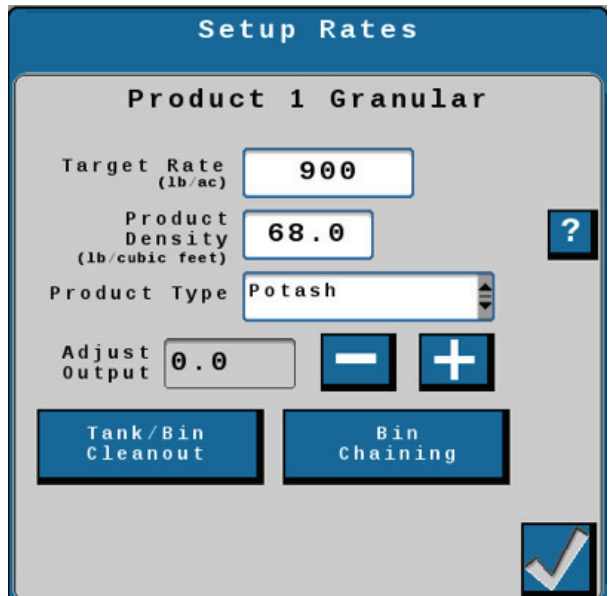 Setup Rates
Product 1 Granular
Target Rate
(lb/ac)
900
Product
Density
(lb/cubic feet)
68.0
?
Product Type
Potash
Adjust
Output
0.0
Tank/Bin
Cleanout
Bin
Chaining